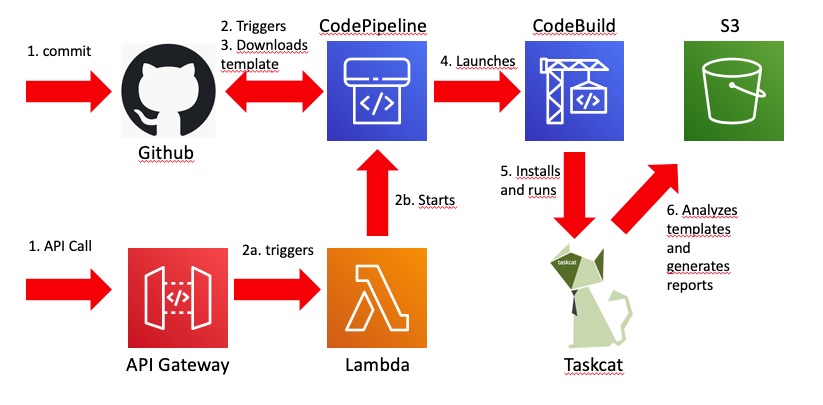 1. commit
Github
2. Triggers
3. Downloads
template
CodePipeline
</>
4. Launches
CodeBuild
</>
S3
2b. Starts
5. Installs
and runs
6. Analyzes
templates
and
generates
reports
1. API Call
</>
API Gateway
2a. triggers
Lambda
taskcat
Taskcat